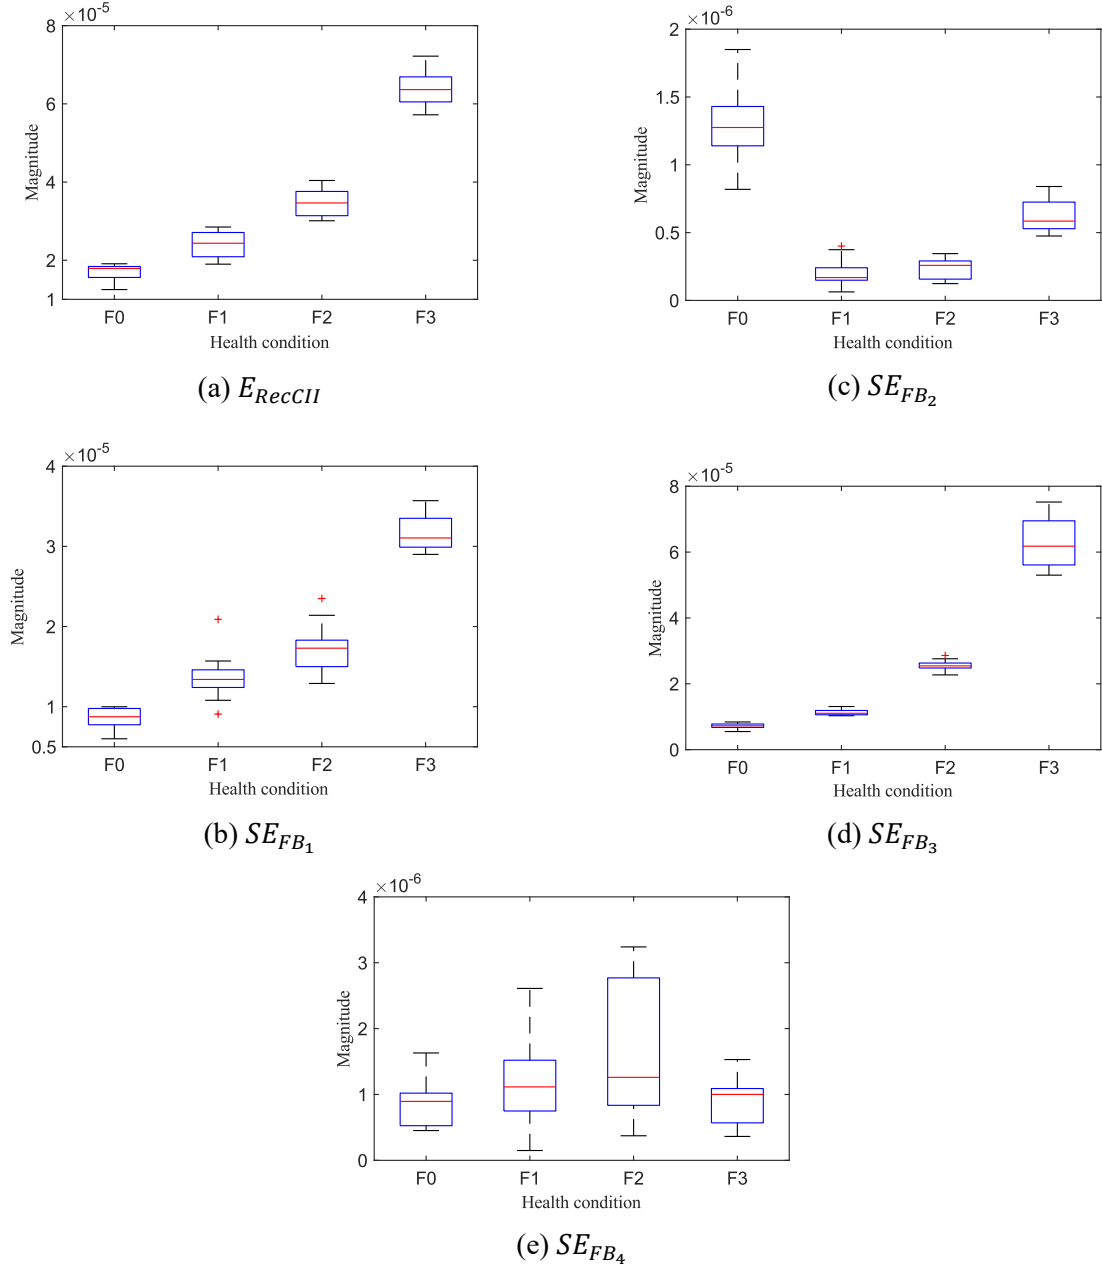 ×10⁻⁵
8
6
4
2
1
Magnitude
F0 F1 F2 F3
Health condition
(a) E_RecCII
×10⁻⁶
2
1.5
1
0.5
0
Magnitude
F0 F1 F2 F3
Health condition
(c) SE_FB₂
×10⁻⁵
4
3
2
1
0.5
Magnitude
F0 F1 F2 F3
Health condition
(b) SE_FB₁
×10⁻⁵
8
6
4
2
0
Magnitude
F0 F1 F2 F3
Health condition
(d) SE_FB₃
×10⁻⁶
4
3
2
1
0
Magnitude
F0 F1 F2 F3
Health condition
(e) SE_FB₄